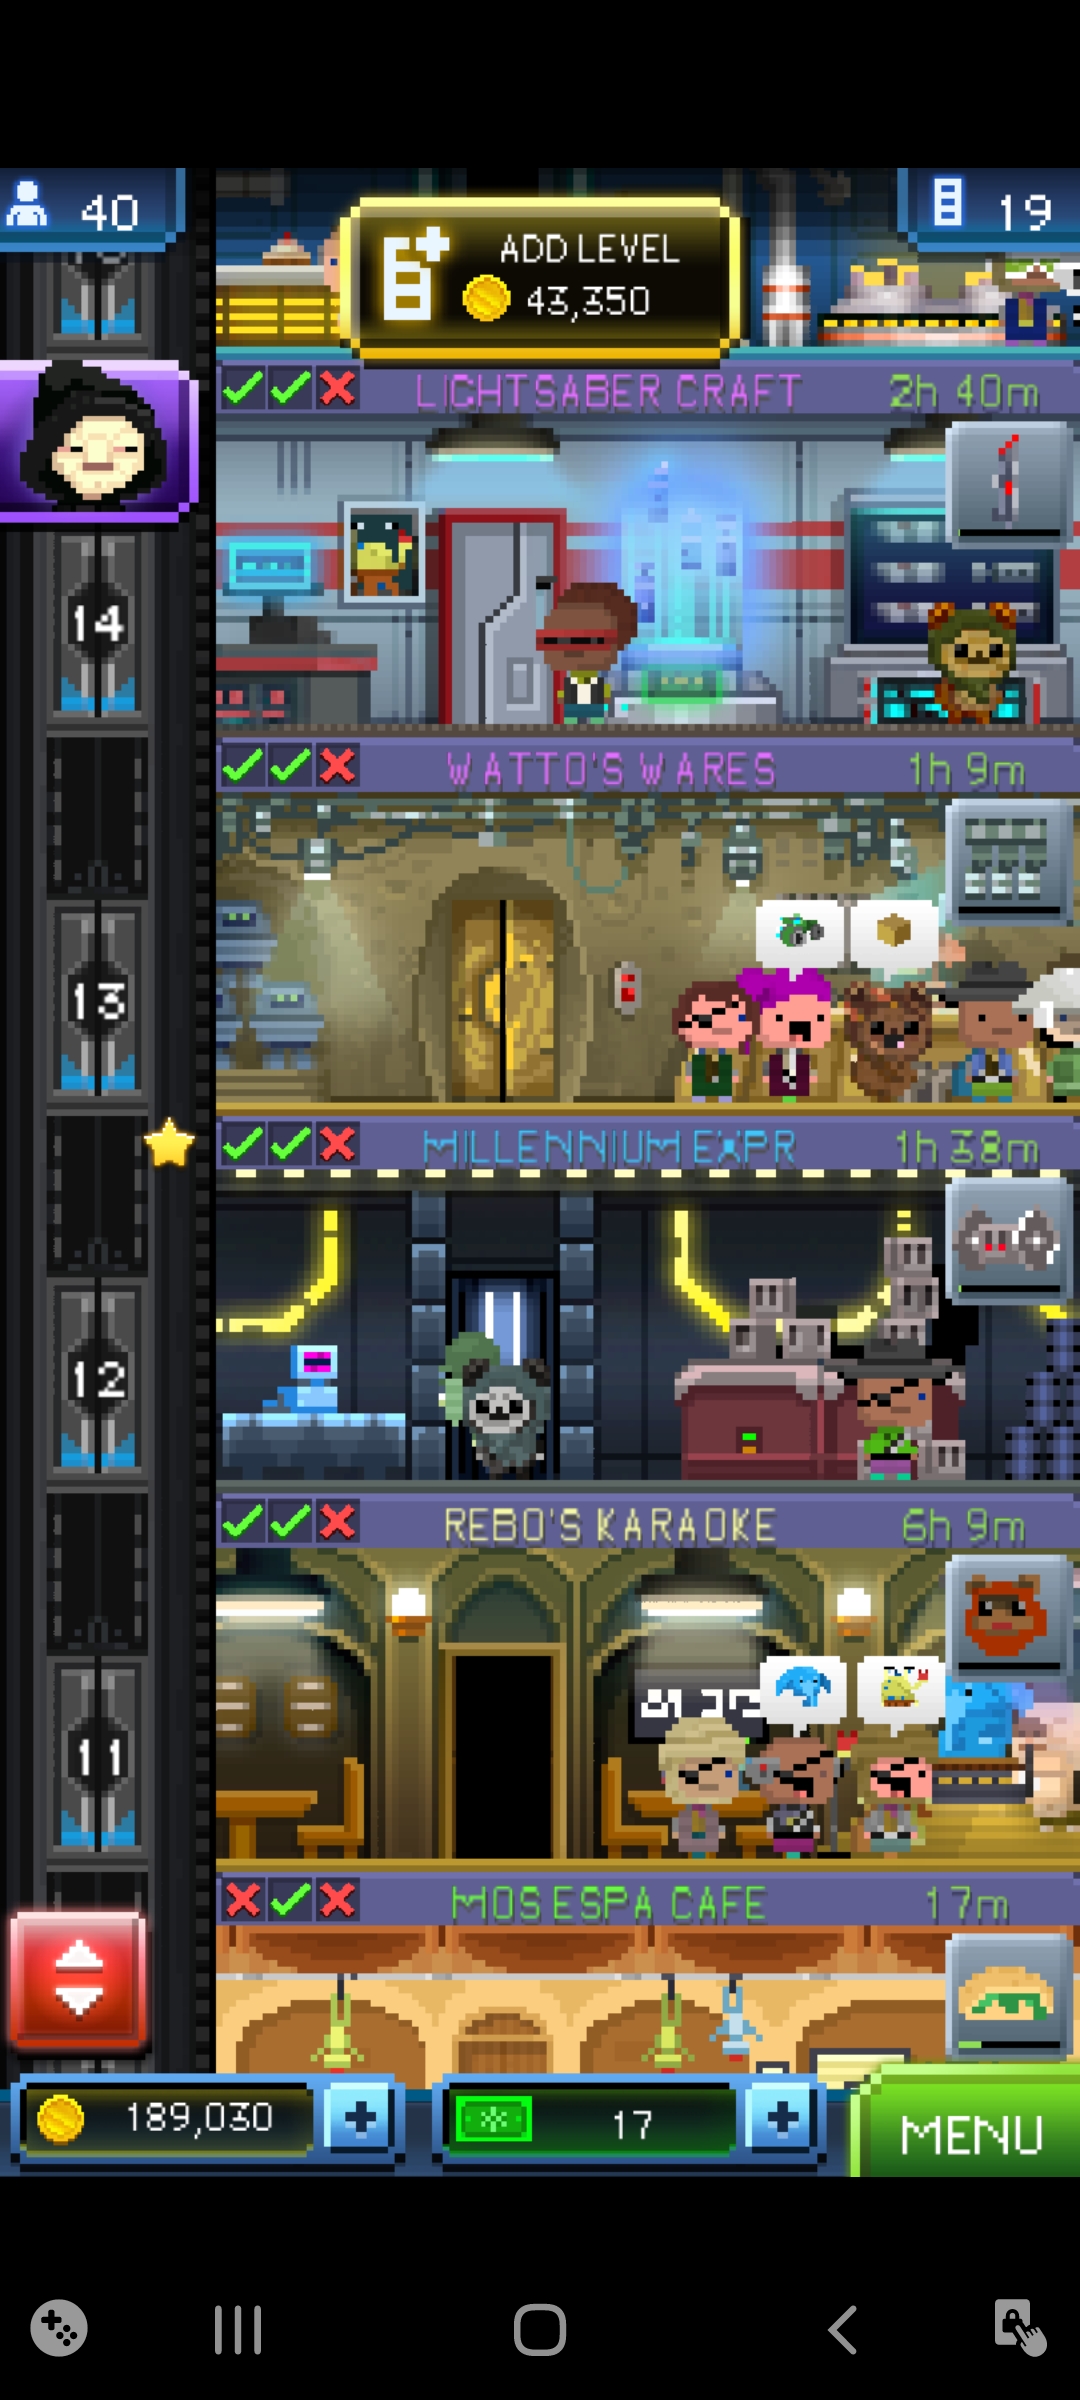 40
ADD LEVEL
43,350
19
LIGHTSABER CRAFT 2h 40m
14
WATTO'S WARES 1h 9m
13
MILLENNIUM EXPR 1h 38m
12
REBO'S KARAOKE 6h 9m
11
MOS ESPA CAFE 17m
189,030
17
MENU